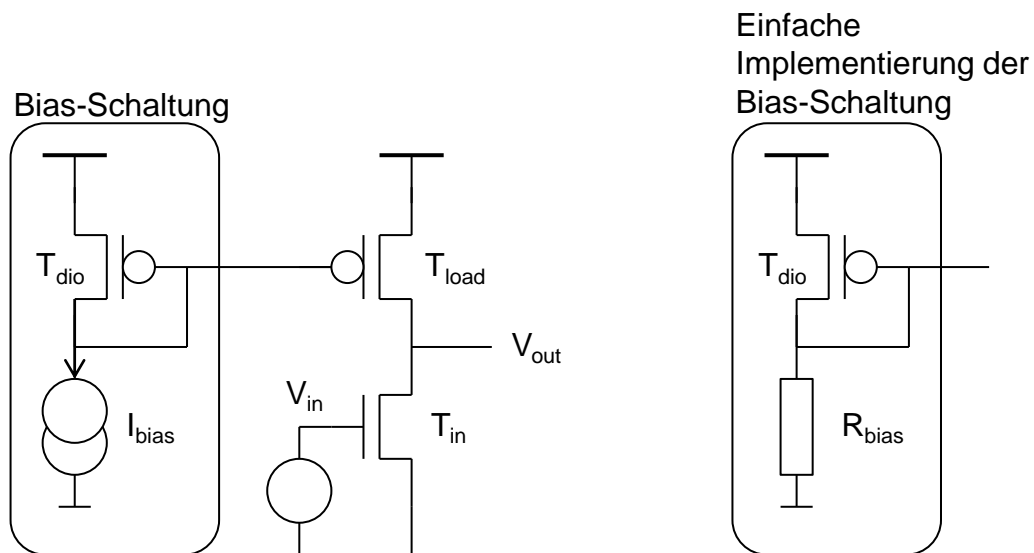 Einfache
Implementierung der
Bias-Schaltung
Bias-Schaltung
T_dio
T_load
V_out
V_in
I_bias
T_in
T_dio
R_bias